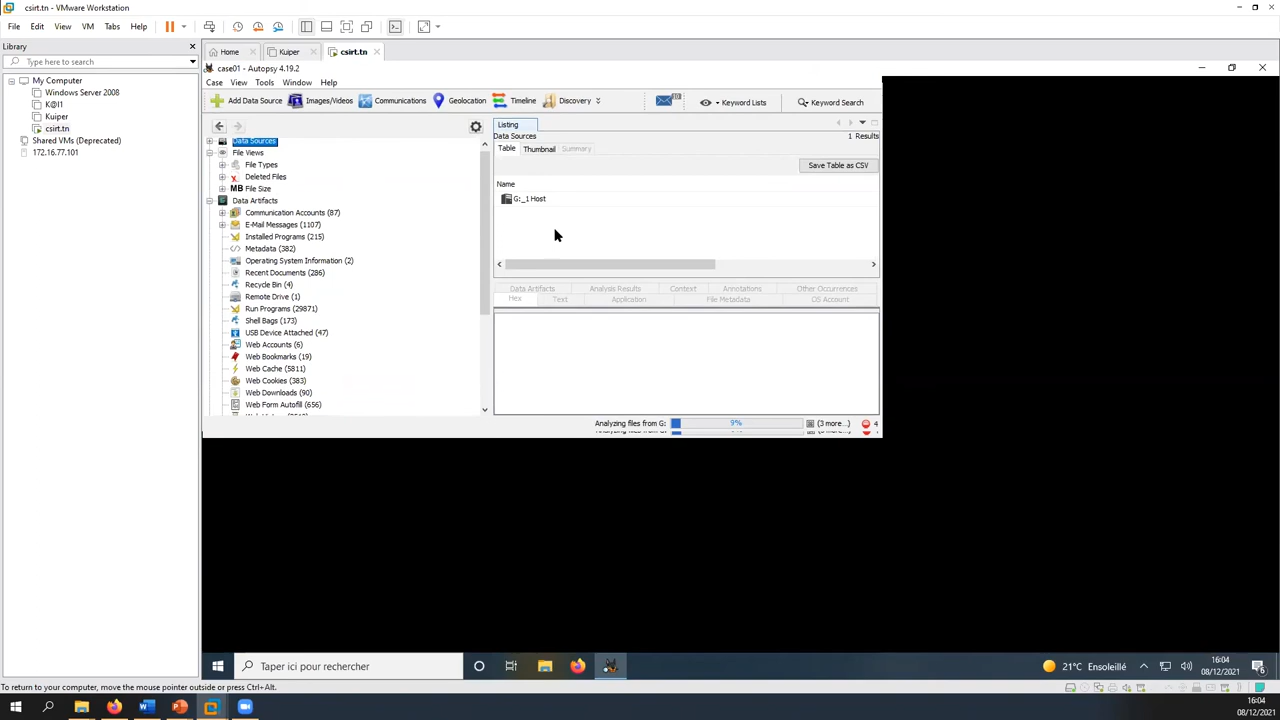 csirt.tn - VMware Workstation
File Edit View VM Tabs Help
Library
Type here to search
My Computer
Windows Server 2008
K@l1
Kuiper
csirt.tn
Shared VMs (Deprecated)
172.16.77.101
Home Kuiper csirt.tn
case01 - Autopsy 4.19.2
Case View Tools Window Help
Add Data Source Images/Videos Communications Geolocation Timeline Discovery Keyword Lists Keyword Search
Data Sources
File Views
File Types
Deleted Files
MB File Size
Data Artifacts
Communication Accounts (87)
E-Mail Messages (1107)
Installed Programs (215)
Metadata (382)
Operating System Information (2)
Recent Documents (286)
Recycle Bin (4)
Remote Drive (1)
Run Programs (29871)
Shell Bags (173)
USB Device Attached (47)
Web Accounts (6)
Web Bookmarks (19)
Web Cache (5811)
Web Cookies (383)
Web Downloads (90)
Web Form Autofill (656)
Listing
Data Sources 1 Results
Table Thumbnail Summary
Save Table as CSV
Name
G:_1 Host
Data Artifacts Analysis Results Context Annotations Other Occurrences
Hex Text Application File Metadata OS Account
Analyzing files from G: 9% (3 more...) 4
Taper ici pour rechercher
21°C Ensoleillé
16:04
08/12/2021
6
To return to your computer, move the mouse pointer outside or press Ctrl+Alt.
16:04
08/12/2021